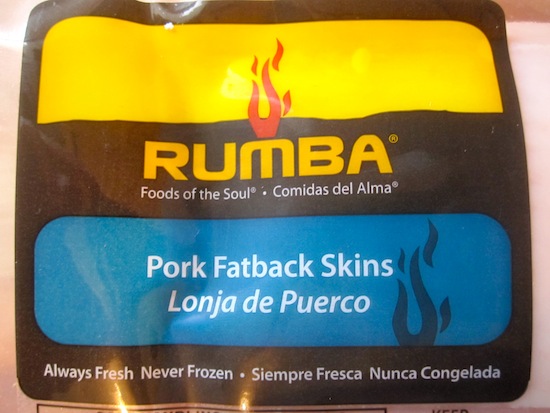 RUMBA®
Foods of the Soul® • Comidas del Alma®
Pork Fatback Skins
Lonja de Puerco
Always Fresh Never Frozen • Siempre Fresca Nunca Congelada
KEEP